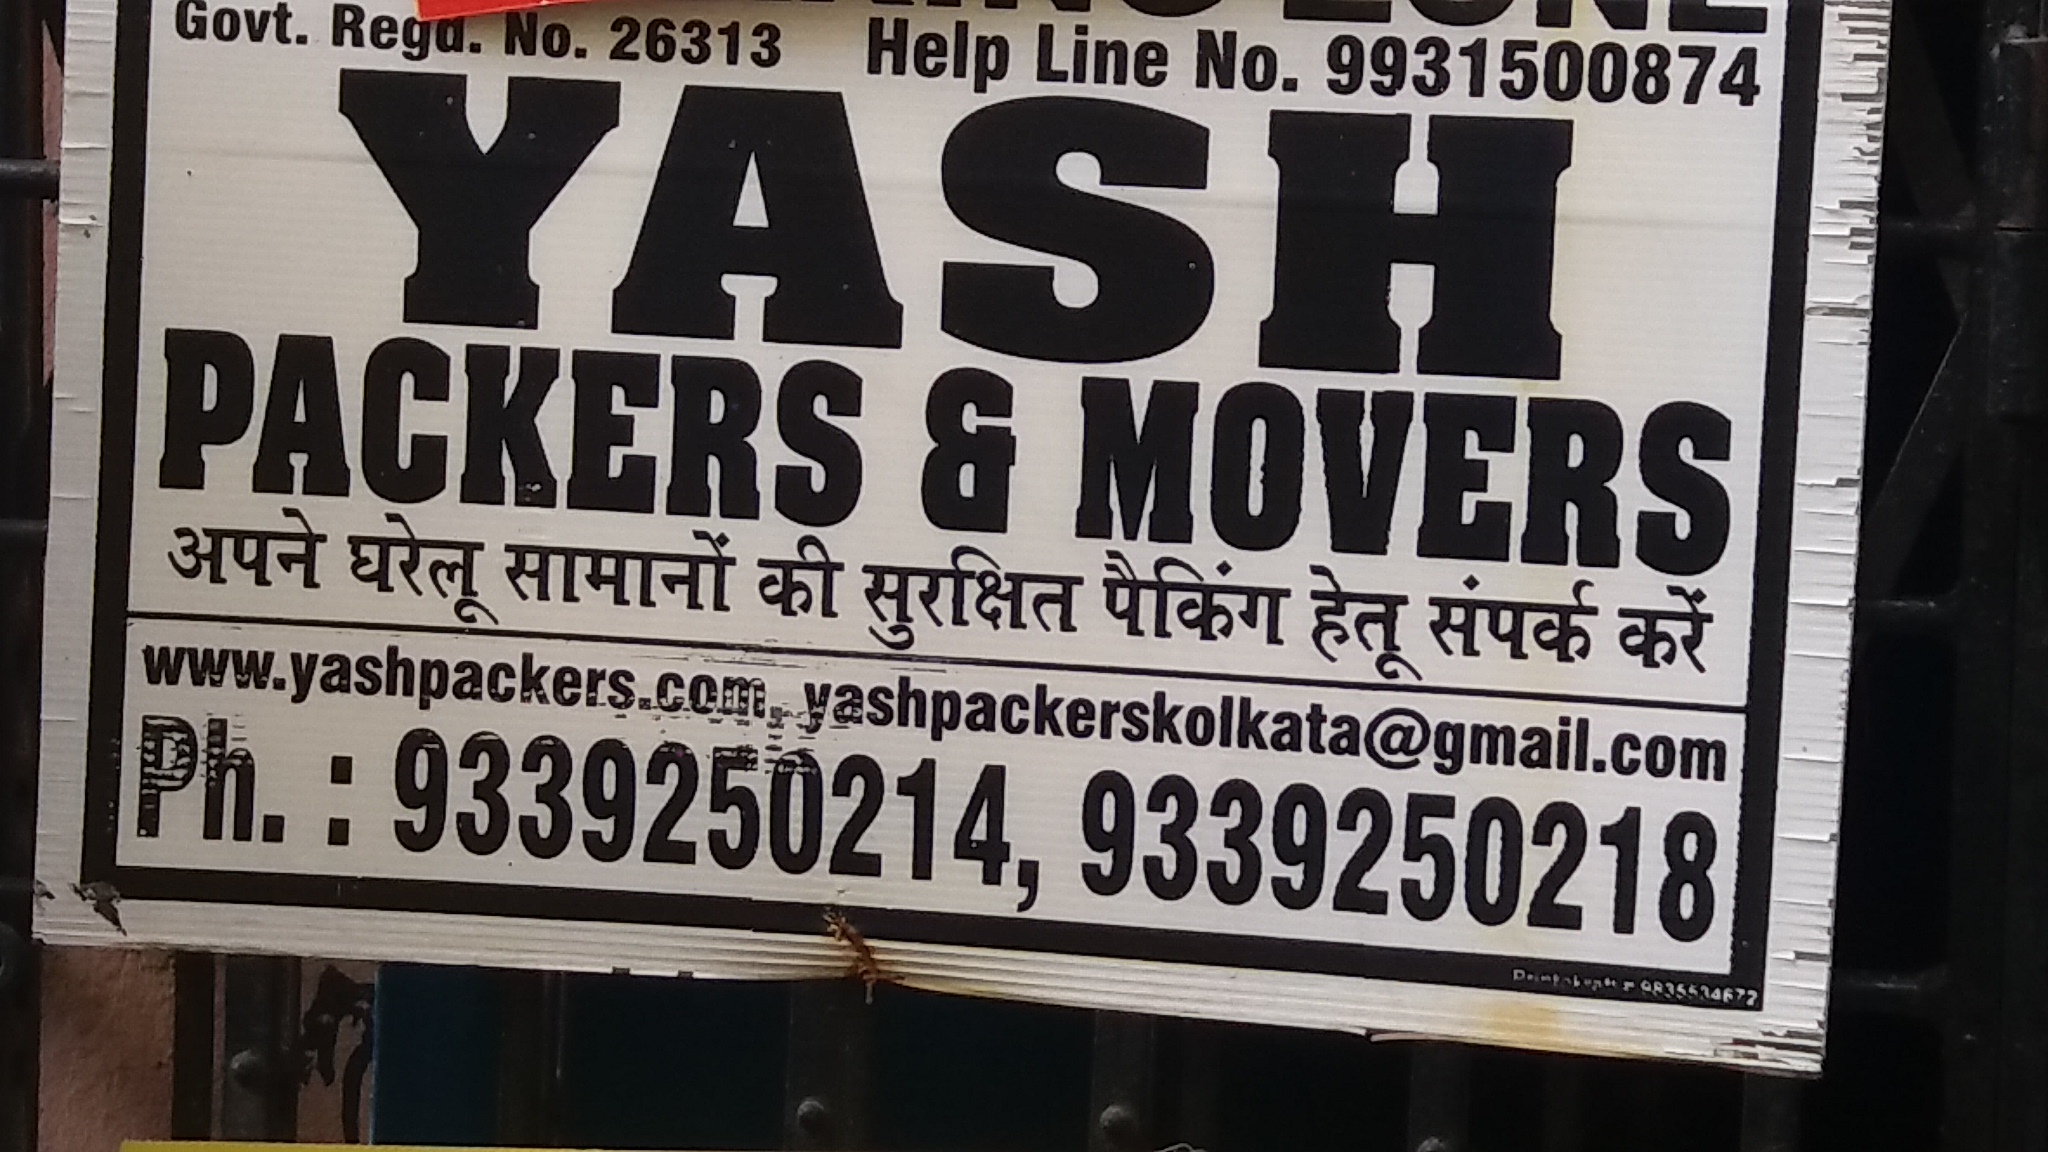 Govt. Regd. No. 26313 Help Line No. 9931500874
YASH
PACKERS & MOVERS
अपने घरेलू सामानों की सुरक्षित पैकिंग हेतू संपर्क करें
www.yashpackers.com, yashpackerskolkata@gmail.com
Ph. : 9339250214, 9339250218